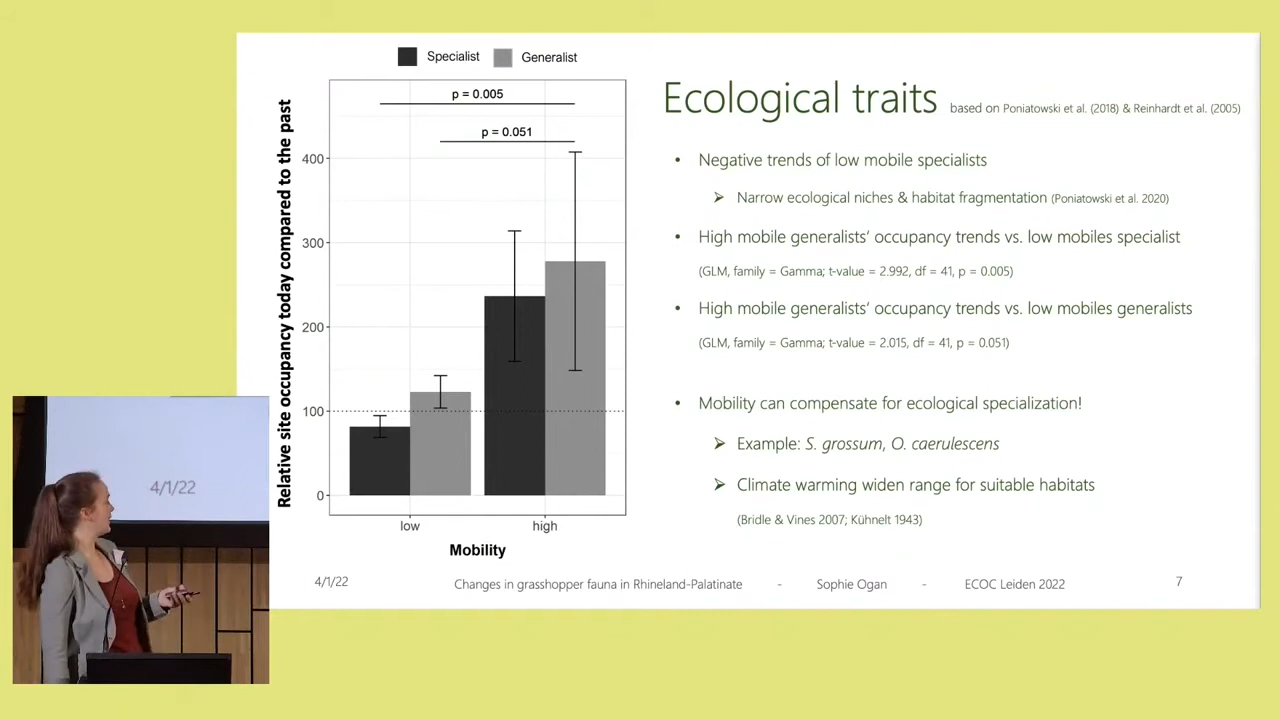 Specialist Generalist
p = 0.005
p = 0.051
Relative site occupancy today compared to the past
400
300
200
100
0
low high
Mobility
Ecological traits based on Poniatowski et al. (2018) & Reinhardt et al. (2005)
• Negative trends of low mobile specialists
➢ Narrow ecological niches & habitat fragmentation (Poniatowski et al. 2020)
• High mobile generalists‘ occupancy trends vs. low mobiles specialist
(GLM, family = Gamma; t-value = 2.992, df = 41, p = 0.005)
• High mobile generalists‘ occupancy trends vs. low mobiles generalists
(GLM, family = Gamma; t-value = 2.015, df = 41, p = 0.051)
• Mobility can compensate for ecological specialization!
➢ Example: S. grossum, O. caerulescens
➢ Climate warming widen range for suitable habitats
(Bridle & Vines 2007; Kühnelt 1943)
4/1/22 Changes in grasshopper fauna in Rhineland-Palatinate - Sophie Ogan - ECOC Leiden 2022 7
4/1/22